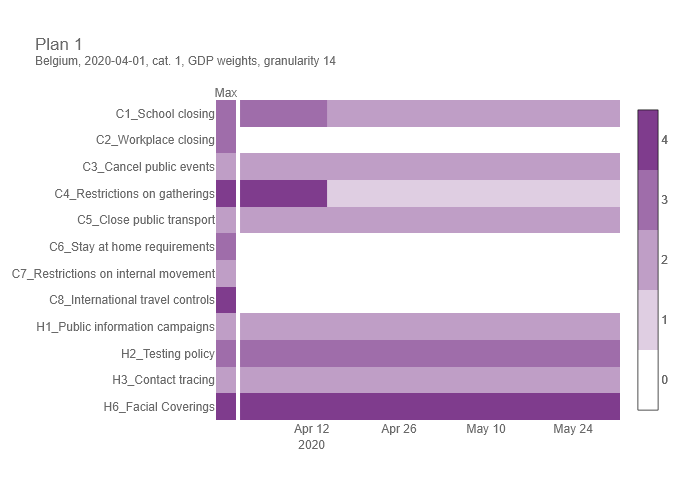 Plan 1
Belgium, 2020-04-01, cat. 1, GDP weights, granularity 14
Max
C1_School closing
C2_Workplace closing
C3_Cancel public events
C4_Restrictions on gatherings
C5_Close public transport
C6_Stay at home requirements
C7_Restrictions on internal movement
C8_International travel controls
H1_Public information campaigns
H2_Testing policy
H3_Contact tracing
H6_Facial Coverings
Apr 12 Apr 26 May 10 May 24
2020
4
3
2
1
0